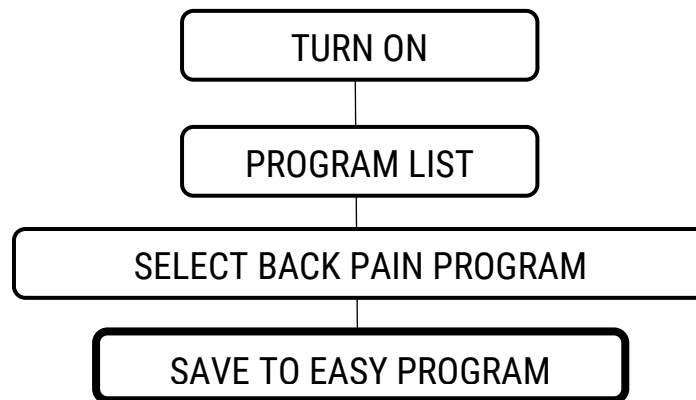 TURN ON
PROGRAM LIST
SELECT BACK PAIN PROGRAM
SAVE TO EASY PROGRAM